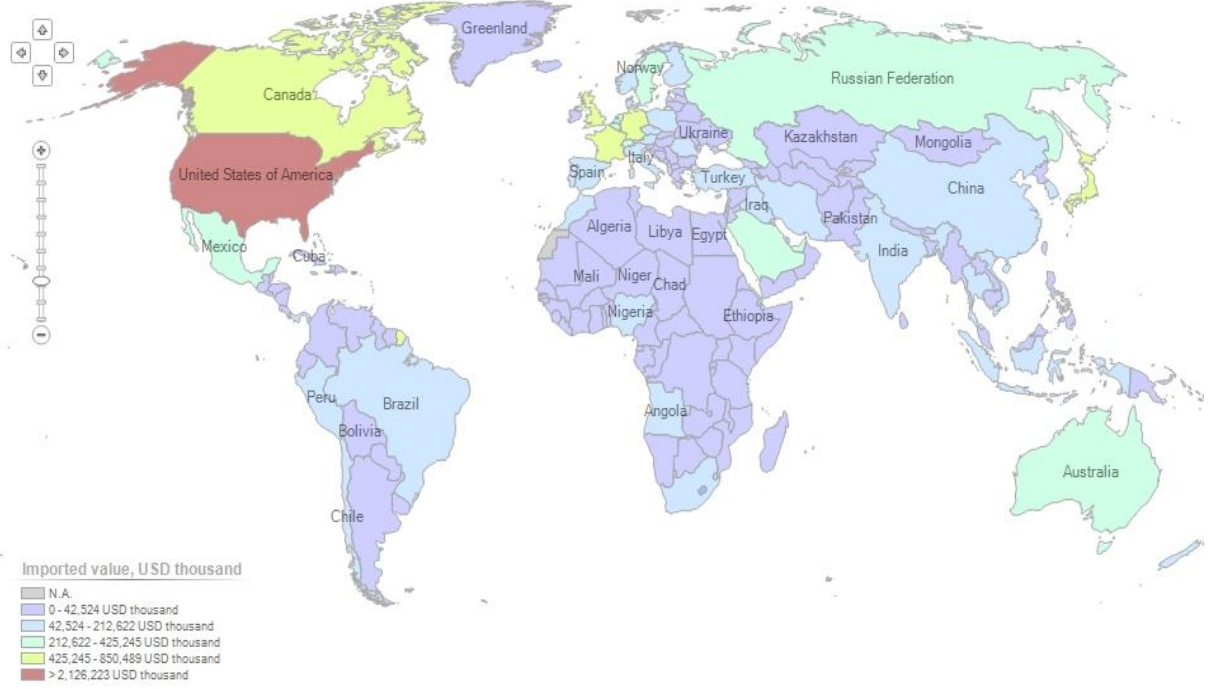 Greenland
Norway
Russian Federation
Canada
Ukraine
Kazakhstan
Mongolia
Italy
United States of America
Spain
Turkey
China
Iraq
Pakistan
Algeria
Libya
Egypt
India
Mexico
Cuba
Mali
Niger
Chad
Nigeria
Ethiopia
Peru
Brazil
Angola
Bolivia
Australia
Chile
Imported value, USD thousand
N.A.
0 - 42,524 USD thousand
42,524 - 212,622 USD thousand
212,622 - 425,245 USD thousand
425,245 - 850,489 USD thousand
> 2,126,223 USD thousand